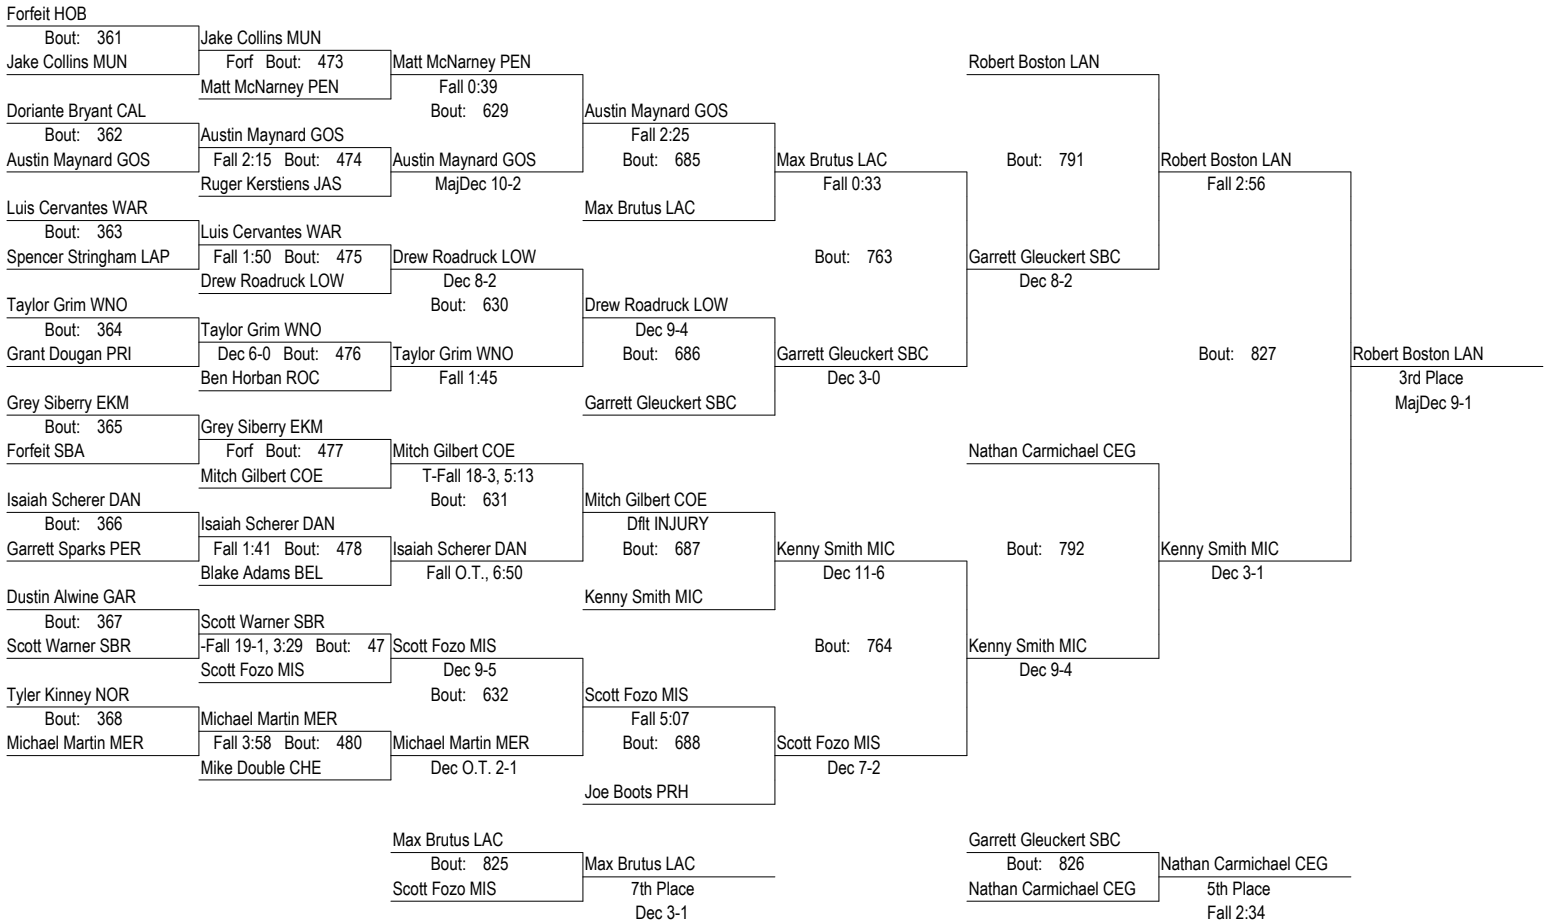 Forfeit HOB
Bout: 361
Jake Collins MUN
Doriante Bryant CAL
Bout: 362
Austin Maynard GOS
Luis Cervantes WAR
Bout: 363
Spencer Stringham LAP
Taylor Grim WNO
Bout: 364
Grant Dougan PRI
Grey Siberry EKM
Bout: 365
Forfeit SBA
Isaiah Scherer DAN
Bout: 366
Garrett Sparks PER
Dustin Alwine GAR
Bout: 367
Scott Warner SBR
Tyler Kinney NOR
Bout: 368
Michael Martin MER
Jake Collins MUN
Forf Bout: 473
Matt McNarney PEN
Austin Maynard GOS
Fall 2:15 Bout: 474
Ruger Kerstiens JAS
Luis Cervantes WAR
Fall 1:50 Bout: 475
Drew Roadruck LOW
Taylor Grim WNO
Dec 6-0 Bout: 476
Ben Horban ROC
Grey Siberry EKM
Forf Bout: 477
Mitch Gilbert COE
Isaiah Scherer DAN
Fall 1:41 Bout: 478
Blake Adams BEL
Scott Warner SBR
-Fall 19-1, 3:29 Bout: 47
Scott Fozo MIS
Michael Martin MER
Fall 3:58 Bout: 480
Mike Double CHE
Matt McNarney PEN
Fall 0:39
Bout: 629
Austin Maynard GOS
MajDec 10-2
Drew Roadruck LOW
Dec 8-2
Bout: 630
Taylor Grim WNO
Fall 1:45
Mitch Gilbert COE
T-Fall 18-3, 5:13
Bout: 631
Isaiah Scherer DAN
Fall O.T., 6:50
Scott Fozo MIS
Dec 9-5
Bout: 632
Michael Martin MER
Dec O.T. 2-1
Austin Maynard GOS
Fall 2:25
Bout: 685
Max Brutus LAC
Drew Roadruck LOW
Dec 9-4
Bout: 686
Garrett Gleuckert SBC
Mitch Gilbert COE
Dflt INJURY
Bout: 687
Kenny Smith MIC
Scott Fozo MIS
Fall 5:07
Bout: 688
Joe Boots PRH
Max Brutus LAC
Fall 0:33
Bout: 763
Garrett Gleuckert SBC
Dec 3-0
Kenny Smith MIC
Dec 11-6
Bout: 764
Scott Fozo MIS
Dec 7-2
Robert Boston LAN
Bout: 791
Garrett Gleuckert SBC
Dec 8-2
Nathan Carmichael CEG
Bout: 792
Kenny Smith MIC
Dec 9-4
Robert Boston LAN
Fall 2:56
Bout: 827
Kenny Smith MIC
Dec 3-1
Robert Boston LAN
3rd Place
MajDec 9-1
Max Brutus LAC
Bout: 825
Scott Fozo MIS
Max Brutus LAC
7th Place
Dec 3-1
Garrett Gleuckert SBC
Bout: 826
Nathan Carmichael CEG
Nathan Carmichael CEG
5th Place
Fall 2:34